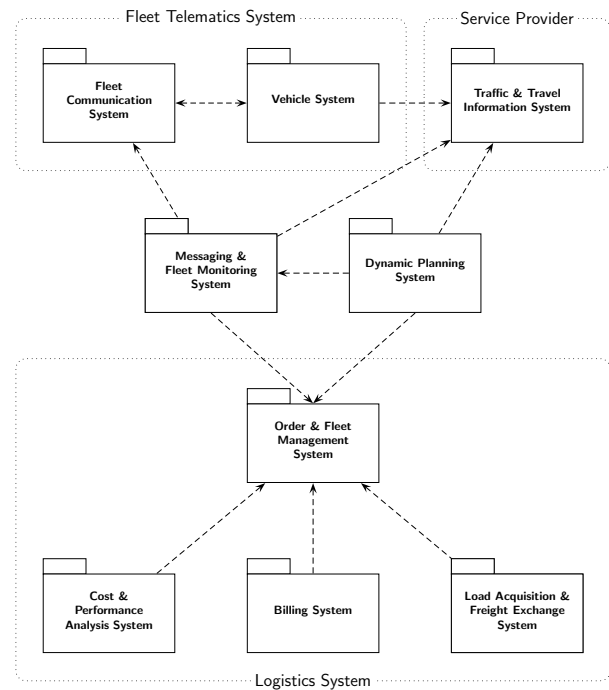 Fleet Telematics System
Service Provider
Fleet
Communication
System
Vehicle System
Traffic & Travel
Information System
Messaging &
Fleet Monitoring
System
Dynamic Planning
System
Order & Fleet
Management
System
Cost &
Performance
Analysis System
Billing System
Load Acquisition &
Freight Exchange
System
Logistics System